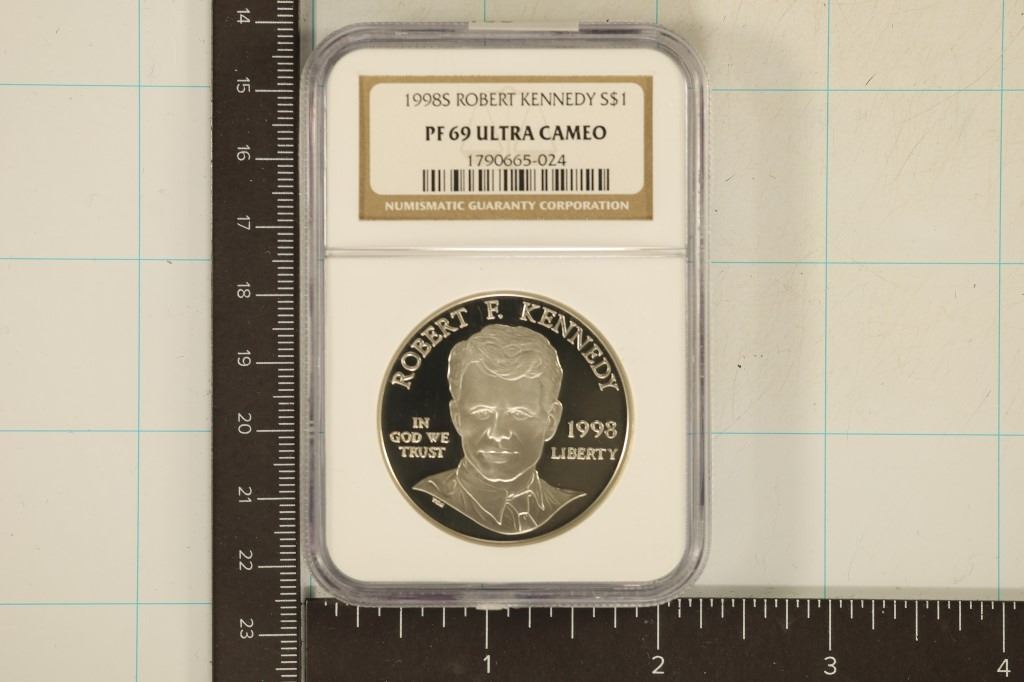 1998S ROBERT KENNEDY S$1
PF 69 ULTRA CAMEO
1790665-024
NUMISMATIC GUARANTY CORPORATION
ROBERT F. KENNEDY
IN
GOD WE
TRUST
1998
LIBERTY
14
15
16
17
18
19
20
21
22
23
1 2 3 4